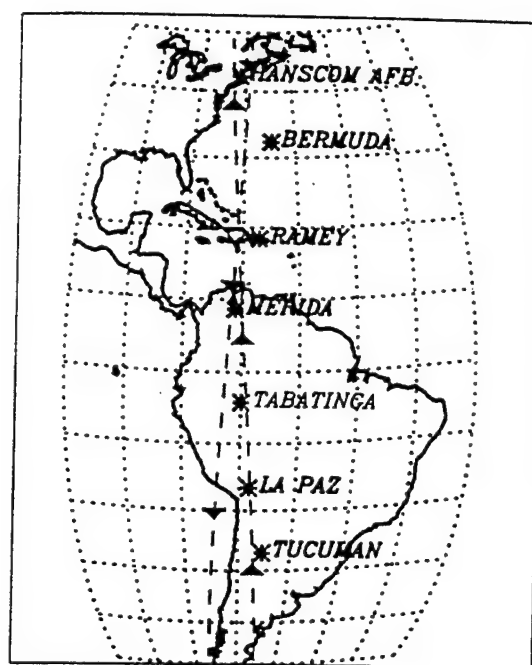 HANSCOM AFB
BERMUDA
RAMEY
MERIDA
TABATINGA
LA PAZ
TUCUMAN